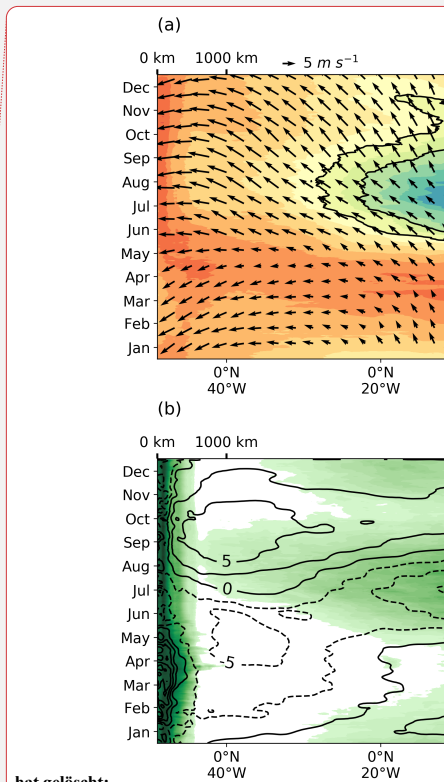 (a)
0 km 1000 km
5 m s⁻¹
Dec
Nov
Oct
Sep
Aug
Jul
Jun
May
Apr
Mar
Feb
Jan
0°N 0°N
40°W 20°W
(b)
0 km 1000 km
Dec
Nov
Oct
Sep
5
Aug
Jul
0
Jun
May
-5
Apr
Mar
Feb
Jan
0°N 0°N
40°W 20°W
hat gelöscht: